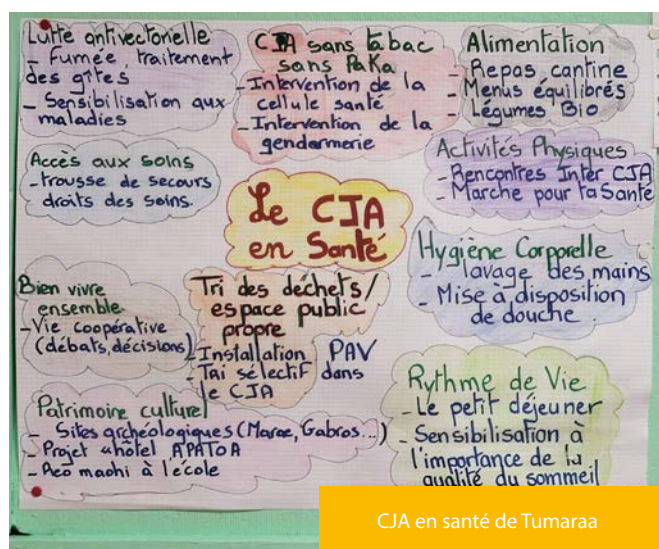 Lutte antivectorielle
- Fumée, traitement
des gîtes
- Sensibilisation aux
maladies
CJA sans tabac
sans PaKa
- Intervention de la
cellule santé
- Intervention de la
gendarmerie
Alimentation
- Repas cantine
- Menus équilibrés
- Légumes Bio
Accès aux soins
- trousse de secours
droits des soins.
Le CJA
en Santé
Activités Physiques
- Rencontres Inter CJA
- Marche pour ta Santé
Hygiène Corporelle
- lavage des mains
- Mise à disposition
de douche.
Bien vivre
ensemble
- Vie coopérative
(débats, décisions)
Tri des déchets/
espace public
propre
- Installation PAV
- Tri sélectif dans
le CJA
Patrimoine culturel
- Sites archéologiques (Marae, Gabros...)
- Projet "hôtel APATOA
- Reo maohi à l'école
Rythme de Vie
- Le petit déjeuner
- Sensibilisation à
l'importance de la
qualité du sommeil
CJA en santé de Tumaraa